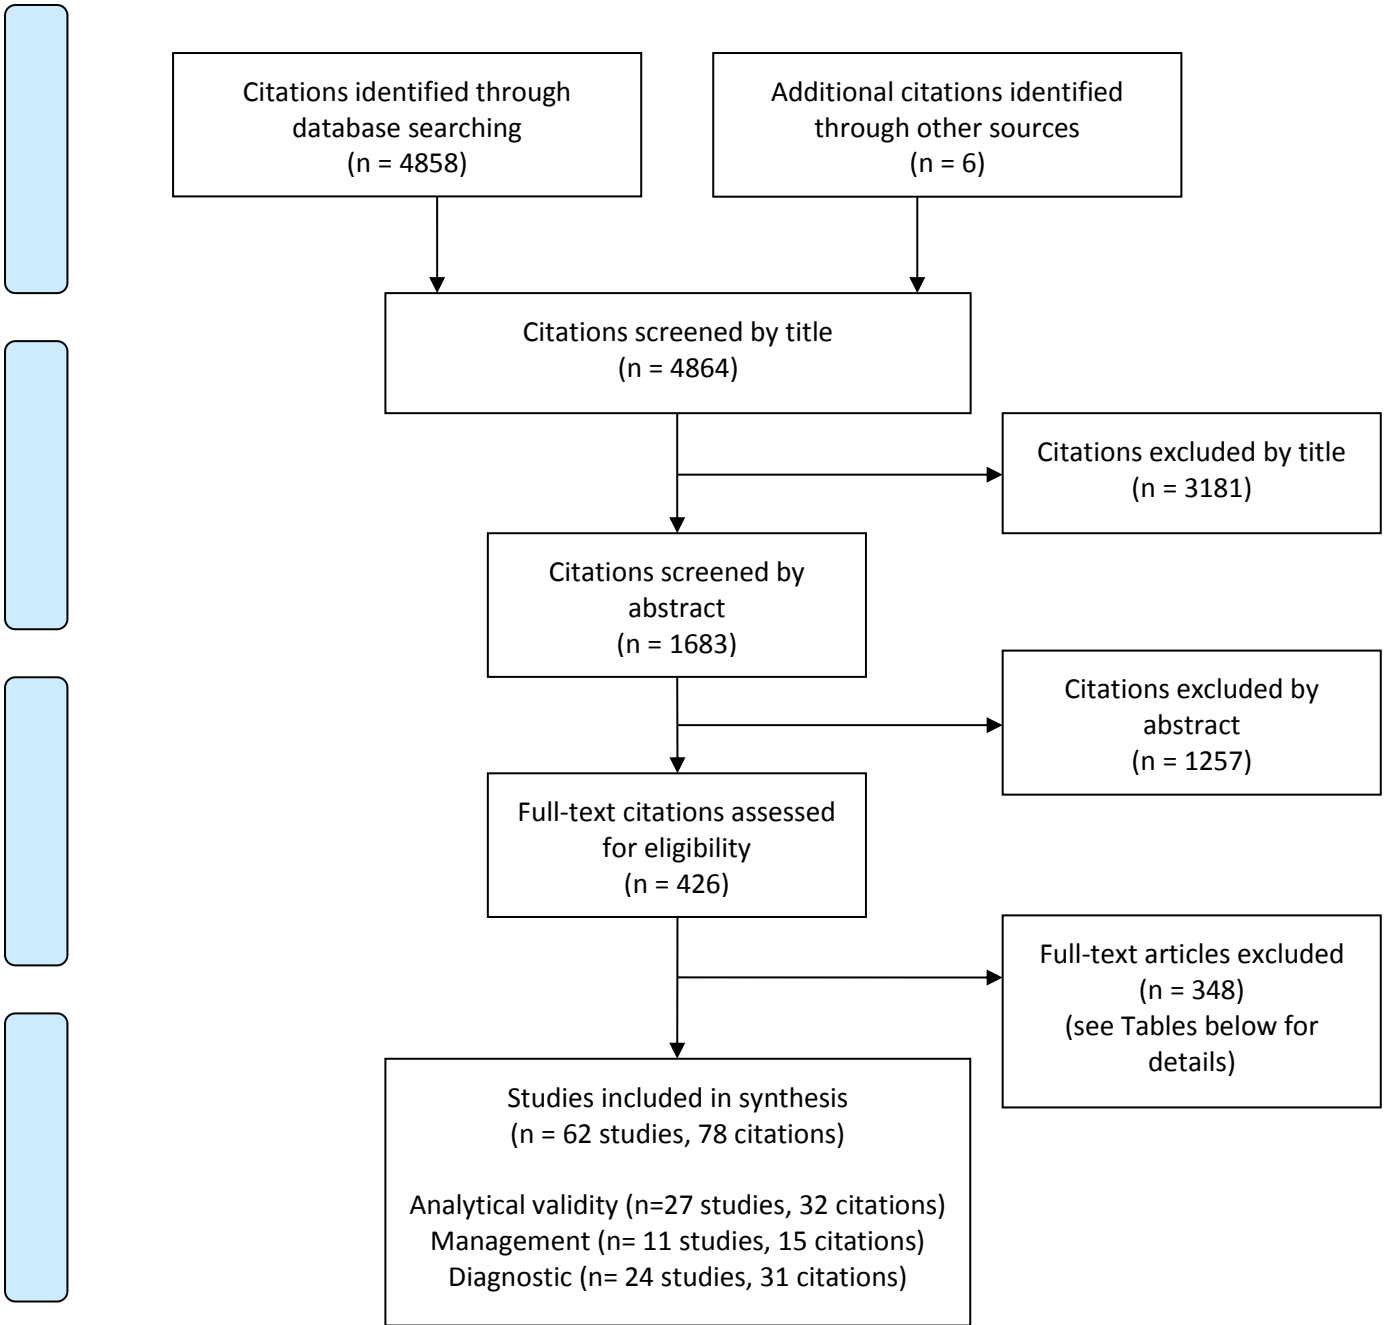 Citations identified through
database searching
(n = 4858)
Additional citations identified
through other sources
(n = 6)
Citations screened by title
(n = 4864)
Citations excluded by title
(n = 3181)
Citations screened by
abstract
(n = 1683)
Citations excluded by
abstract
(n = 1257)
Full-text citations assessed
for eligibility
(n = 426)
Full-text articles excluded
(n = 348)
(see Tables below for
details)
Studies included in synthesis
(n = 62 studies, 78 citations)
Analytical validity (n=27 studies, 32 citations)
Management (n= 11 studies, 15 citations)
Diagnostic (n= 24 studies, 31 citations)